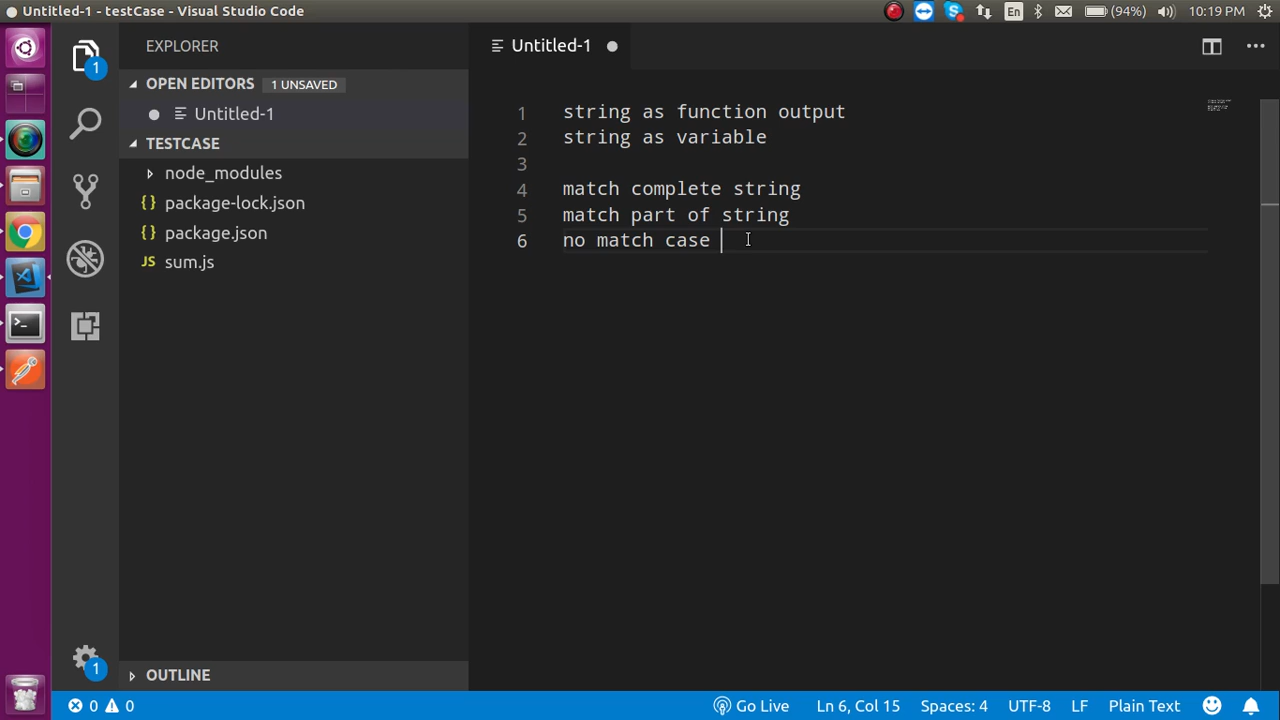 Untitled-1 - testCase - Visual Studio Code
En
(94%)
10:19 PM
EXPLORER
OPEN EDITORS 1 UNSAVED
Untitled-1
TESTCASE
node_modules
{} package-lock.json
{} package.json
JS sum.js
OUTLINE
1
1
Untitled-1
1 string as function output
2 string as variable
3
4 match complete string
5 match part of string
6 no match case
0 0
Go Live
Ln 6, Col 15
Spaces: 4
UTF-8
LF
Plain Text